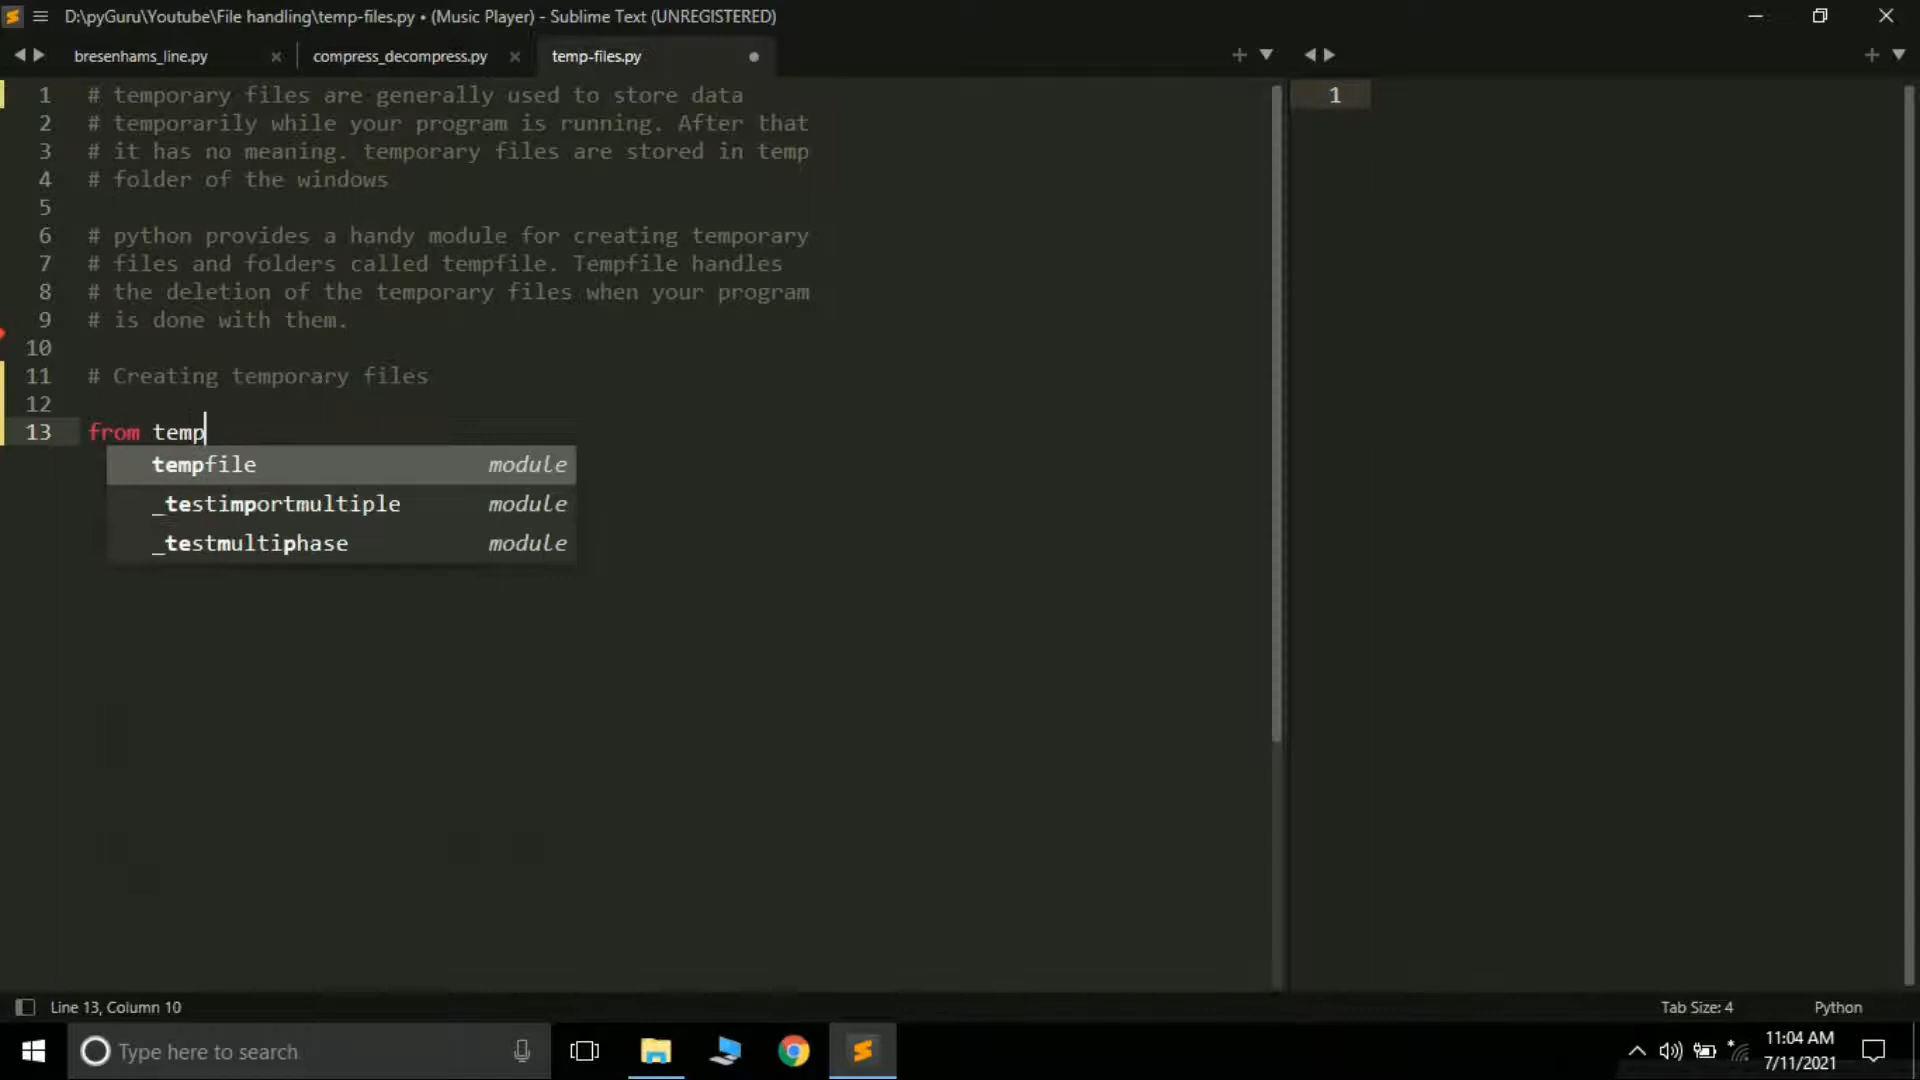 D:\pyGuru\Youtube\File handling\temp-files.py • (Music Player) - Sublime Text (UNREGISTERED)
bresenhams_line.py
compress_decompress.py
temp-files.py
1 # temporary files are generally used to store data
2 # temporarily while your program is running. After that
3 # it has no meaning. temporary files are stored in temp
4 # folder of the windows
5
6 # python provides a handy module for creating temporary
7 # files and folders called tempfile. Tempfile handles
8 # the deletion of the temporary files when your program
9 # is done with them.
10
11 # Creating temporary files
12
13 from temp
tempfile module
_testimportmultiple module
_testmultiphase module
1
Line 13, Column 10
Tab Size: 4
Python
Type here to search
11:04 AM
7/11/2021